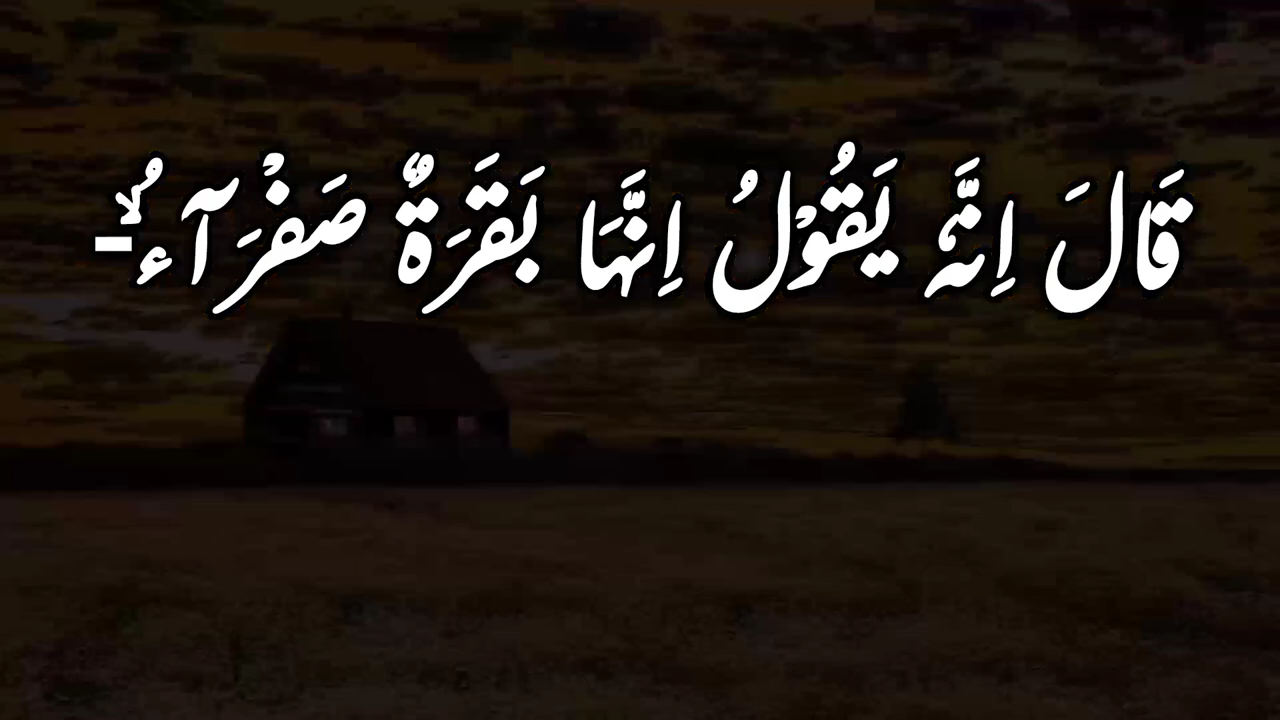 قَالَ اِنَّهٗ یَقُوْلُ اِنَّهَا بَقَرَةٌ صَفْرَآءُۙ-